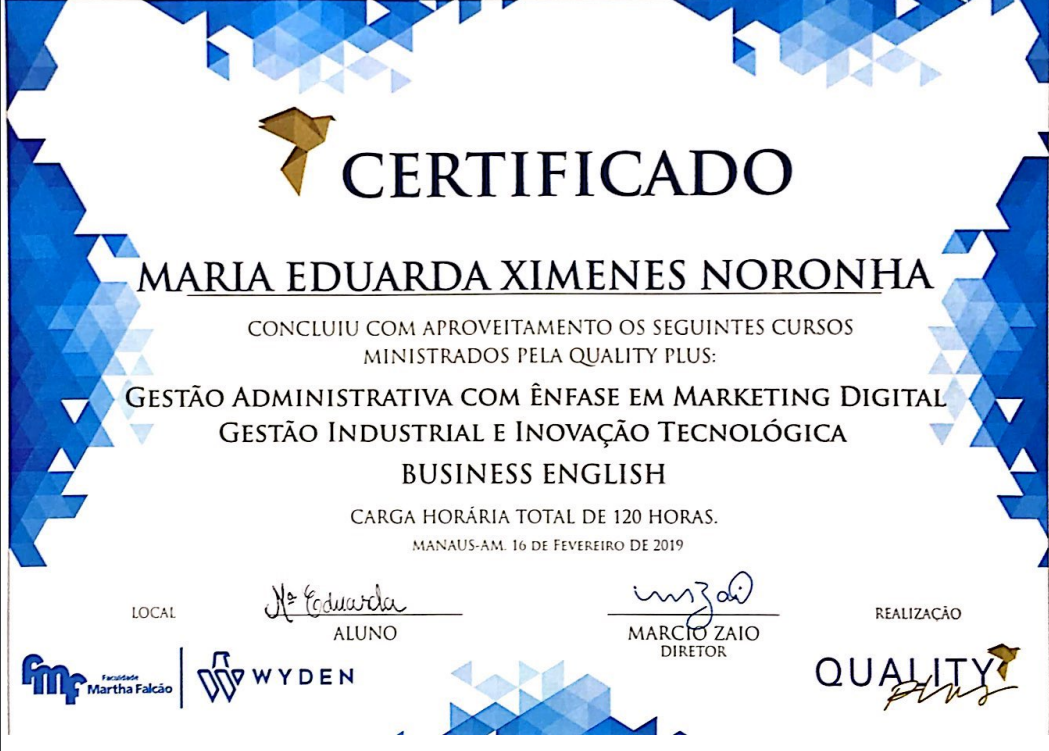 CERTIFICADO
MARIA EDUARDA XIMENES NORONHA
CONCLUIU COM APROVEITAMENTO OS SEGUINTES CURSOS
MINISTRADOS PELA QUALITY PLUS:
GESTÃO ADMINISTRATIVA COM ÊNFASE EM MARKETING DIGITAL
GESTÃO INDUSTRIAL E INOVAÇÃO TECNOLÓGICA
BUSINESS ENGLISH
CARGA HORÁRIA TOTAL DE 120 HORAS.
MANAUS-AM. 16 DE FEVEREIRO DE 2019
LOCAL
Mª Eduarda
ALUNO
MARCIO ZAIO
DIRETOR
REALIZAÇÃO
fmf Faculdade
Martha Falcão
WYDEN
QUALITY
Plus